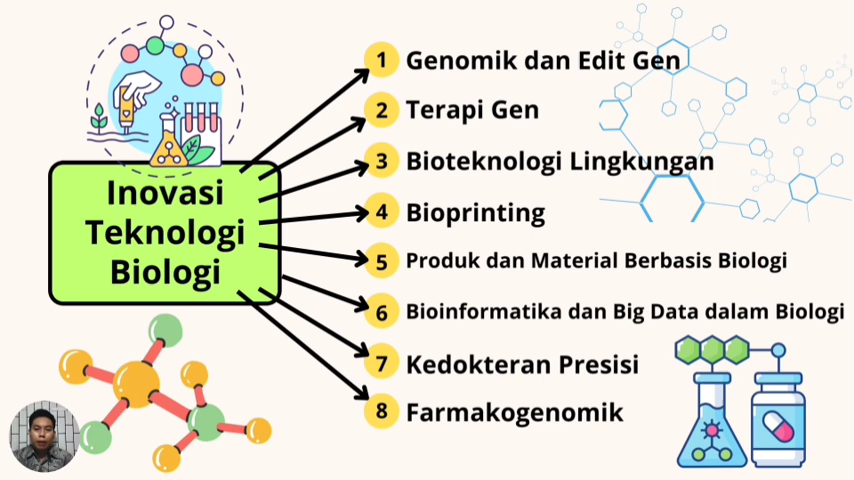 Inovasi
Teknologi
Biologi
1 Genomik dan Edit Gen
2 Terapi Gen
3 Bioteknologi Lingkungan
4 Bioprinting
5 Produk dan Material Berbasis Biologi
6 Bioinformatika dan Big Data dalam Biologi
7 Kedokteran Presisi
8 Farmakogenomik